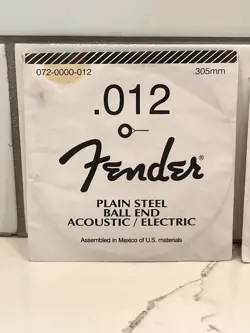 072-0000-012 .305mm
.012
Fender®
PLAIN STEEL
BALL END
ACOUSTIC / ELECTRIC
Assembled in Mexico of U.S. materials